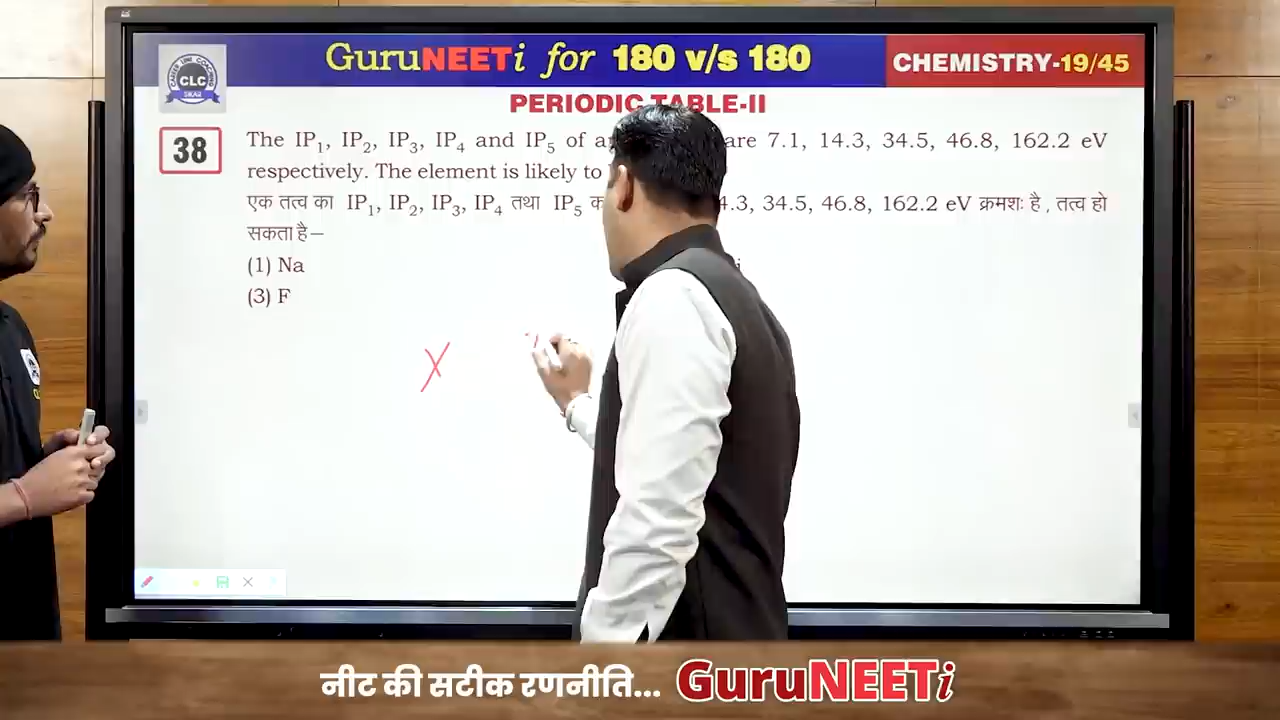 GuruNEETi for 180 v/s 180
CHEMISTRY-19/45
CLC
SIKAR
PERIODIC TABLE-II
38
The IP₁, IP₂, IP₃, IP₄ and IP₅ of a are 7.1, 14.3, 34.5, 46.8, 162.2 eV
respectively. The element is likely to
एक तत्व का IP₁, IP₂, IP₃, IP₄ तथा IP₅ 4.3, 34.5, 46.8, 162.2 eV क्रमशः है , तत्व हो
सकता है–
(1) Na
(3) F
X
नीट की सटीक रणनीति... GuruNEETi